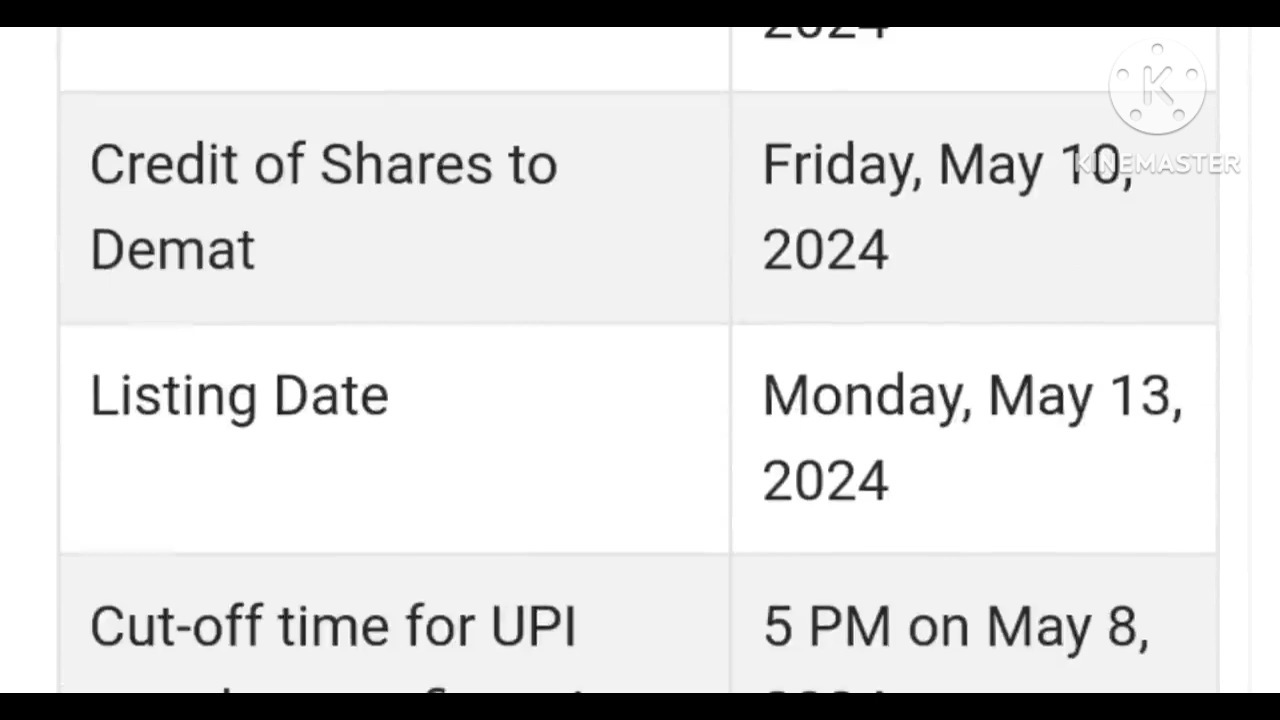 2024
Credit of Shares to
Demat
Friday, May 10,
2024
KINEMASTER
Listing Date
Monday, May 13,
2024
Cut-off time for UPI
5 PM on May 8,